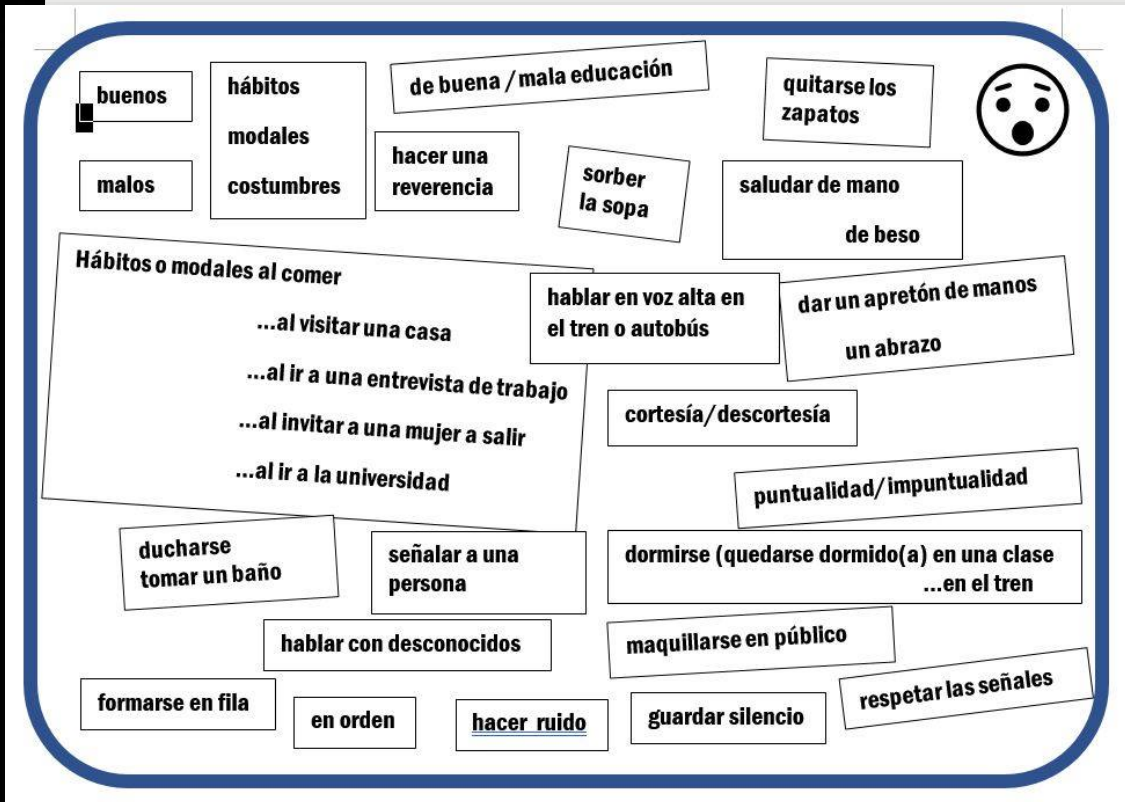 buenos
malos
hábitos
modales
costumbres
de buena / mala educación
quitarse los
zapatos
hacer una
reverencia
sorber
la sopa
saludar de mano
de beso
Hábitos o modales al comer
...al visitar una casa
...al ir a una entrevista de trabajo
...al invitar a una mujer a salir
...al ir a la universidad
hablar en voz alta en
el tren o autobús
dar un apretón de manos
un abrazo
cortesía/descortesía
puntualidad/impuntualidad
ducharse
tomar un baño
señalar a una
persona
dormirse (quedarse dormido(a) en una clase
...en el tren
hablar con desconocidos
maquillarse en público
formarse en fila
en orden
hacer ruido
guardar silencio
respetar las señales